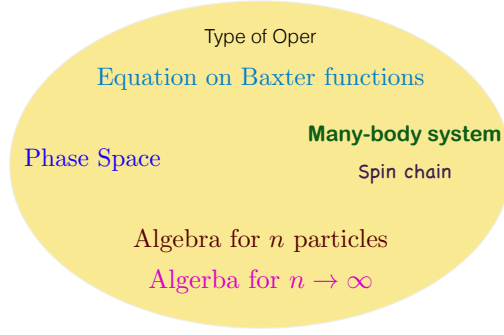 Type of Oper
Equation on Baxter functions
Many-body system
Phase Space
Spin chain
Algebra for n particles
Algerba for n → ∞